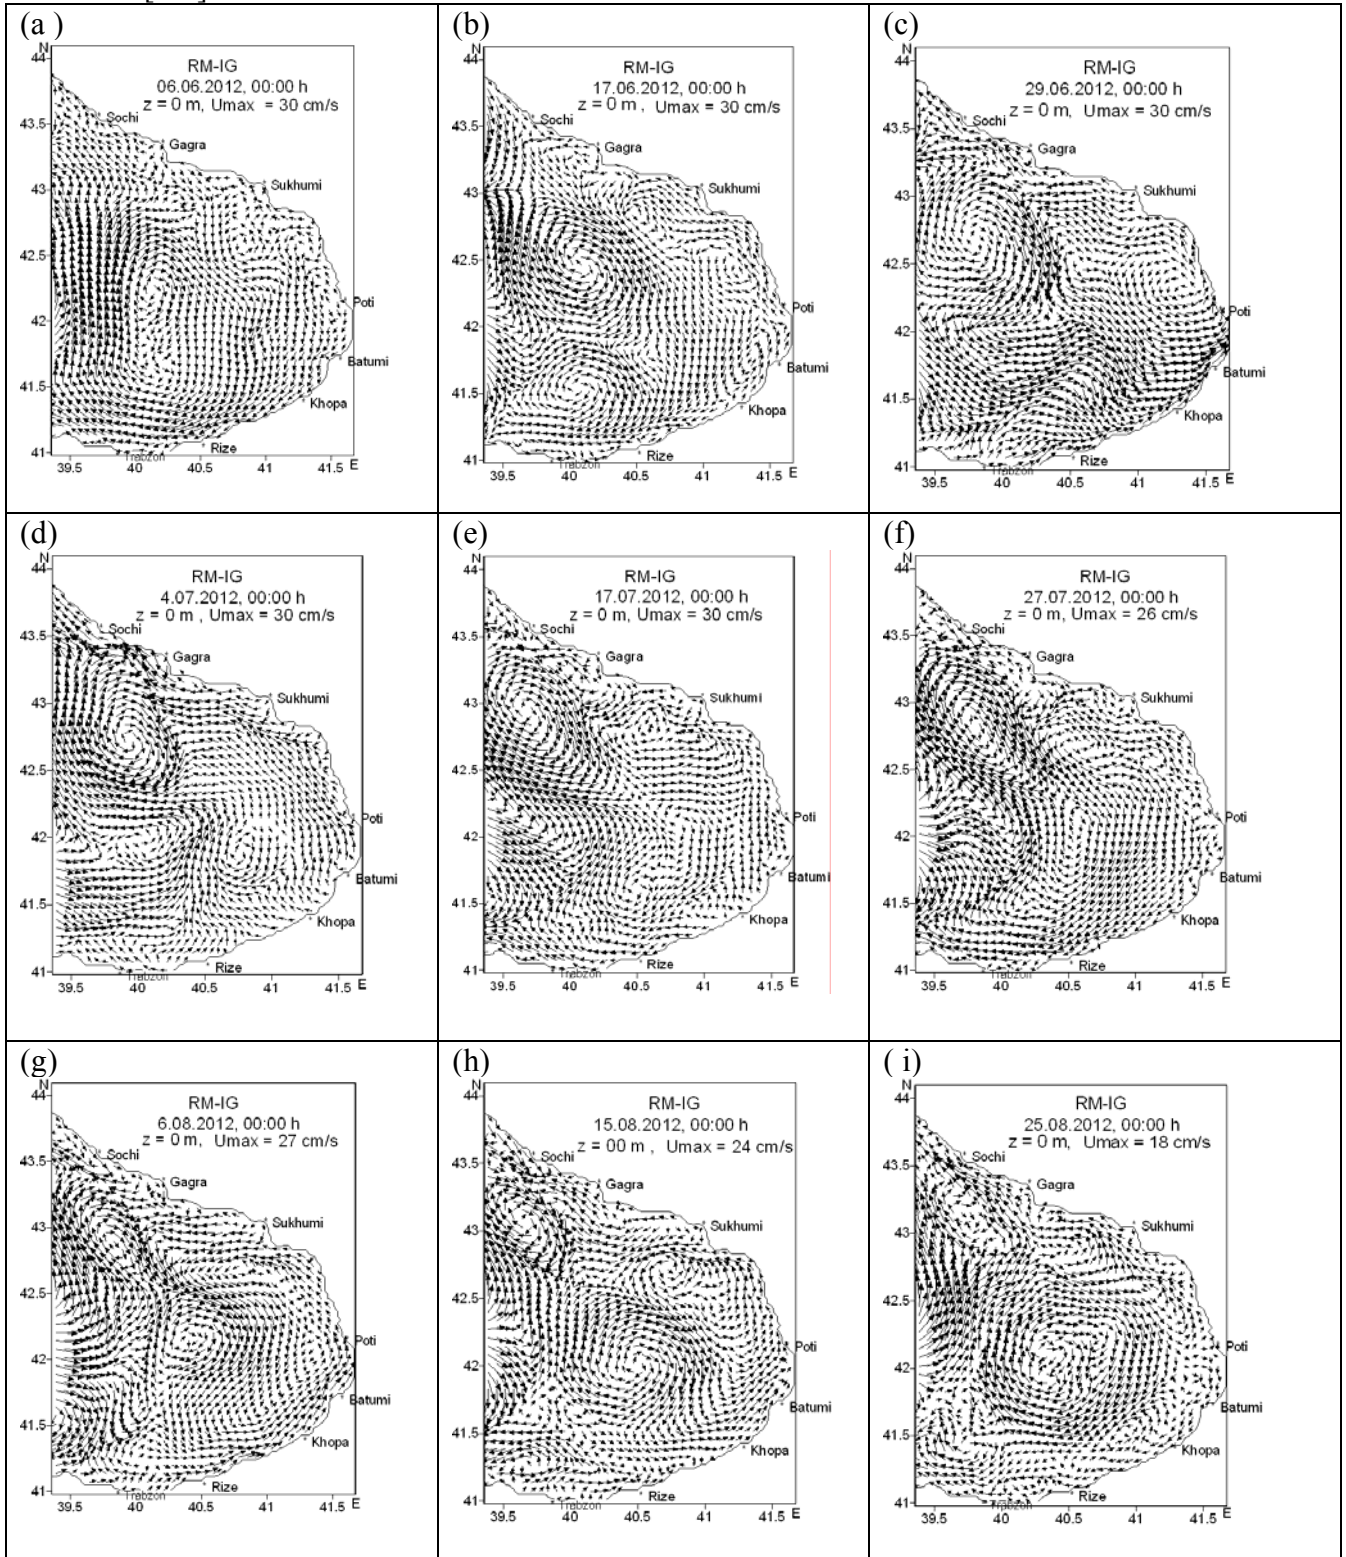 (a )
N
44
RM-IG
06.06.2012, 00:00 h
z = 0 m, Umax = 30 cm/s
43.5
Sochi
Gagra
43
Sukhumi
42.5
Poti
42
Batumi
41.5
Khopa
Rize
41
Trabzon
39.5 40 40.5 41 41.5 E
(b)
N
44
RM-IG
17.06.2012, 00:00 h
z = 0 m , Umax = 30 cm/s
43.5
Sochi
Gagra
43
Sukhumi
42.5
Poti
42
Batumi
41.5
Khopa
Rize
41
Trabzon
39.5 40 40.5 41 41.5 E
(c)
N
44
RM-IG
29.06.2012, 00:00 h
z = 0 m, Umax = 30 cm/s
43.5
Sochi
Gagra
43
Sukhumi
42.5
Poti
42
Batumi
41.5
Khopa
Rize
41
Trabzon
39.5 40 40.5 41 41.5 E
(d)
N
44
RM-IG
4.07.2012, 00:00 h
z = 0 m , Umax = 30 cm/s
43.5
Sochi
Gagra
43
Sukhumi
42.5
Poti
42
Batumi
41.5
Khopa
Rize
41
Trabzon
39.5 40 40.5 41 41.5 E
(e)
N
44
RM-IG
17.07.2012, 00:00 h
z = 0 m, Umax = 30 cm/s
43.5
Sochi
Gagra
43
Sukhumi
42.5
Poti
42
Batumi
41.5
Khopa
Rize
41
Trabzon
39.5 40 40.5 41 41.5 E
(f)
N
44
RM-IG
27.07.2012, 00:00 h
z = 0 m, Umax = 26 cm/s
43.5
Sochi
Gagra
43
Sukhumi
42.5
Poti
42
Batumi
41.5
Khopa
Rize
41
Trabzon
39.5 40 40.5 41 41.5 E
(g)
N
44
RM-IG
6.08.2012, 00:00 h
z = 0 m, Umax = 27 cm/s
43.5
Sochi
Gagra
43
Sukhumi
42.5
Poti
42
Batumi
41.5
Khopa
Rize
41
Trabzon
39.5 40 40.5 41 41.5 E
(h)
N
44
RM-IG
15.08.2012, 00:00 h
z = 00 m , Umax = 24 cm/s
43.5
Sochi
Gagra
43
Sukhumi
42.5
Poti
42
Batumi
41.5
Khopa
Rize
41
Trabzon
39.5 40 40.5 41 41.5 E
( i)
N
44
RM-IG
25.08.2012, 00:00 h
z = 0 m, Umax = 18 cm/s
43.5
Sochi
Gagra
43
Sukhumi
42.5
Poti
42
Batumi
41.5
Khopa
Rize
41
Trabzon
39.5 40 40.5 41 41.5 E